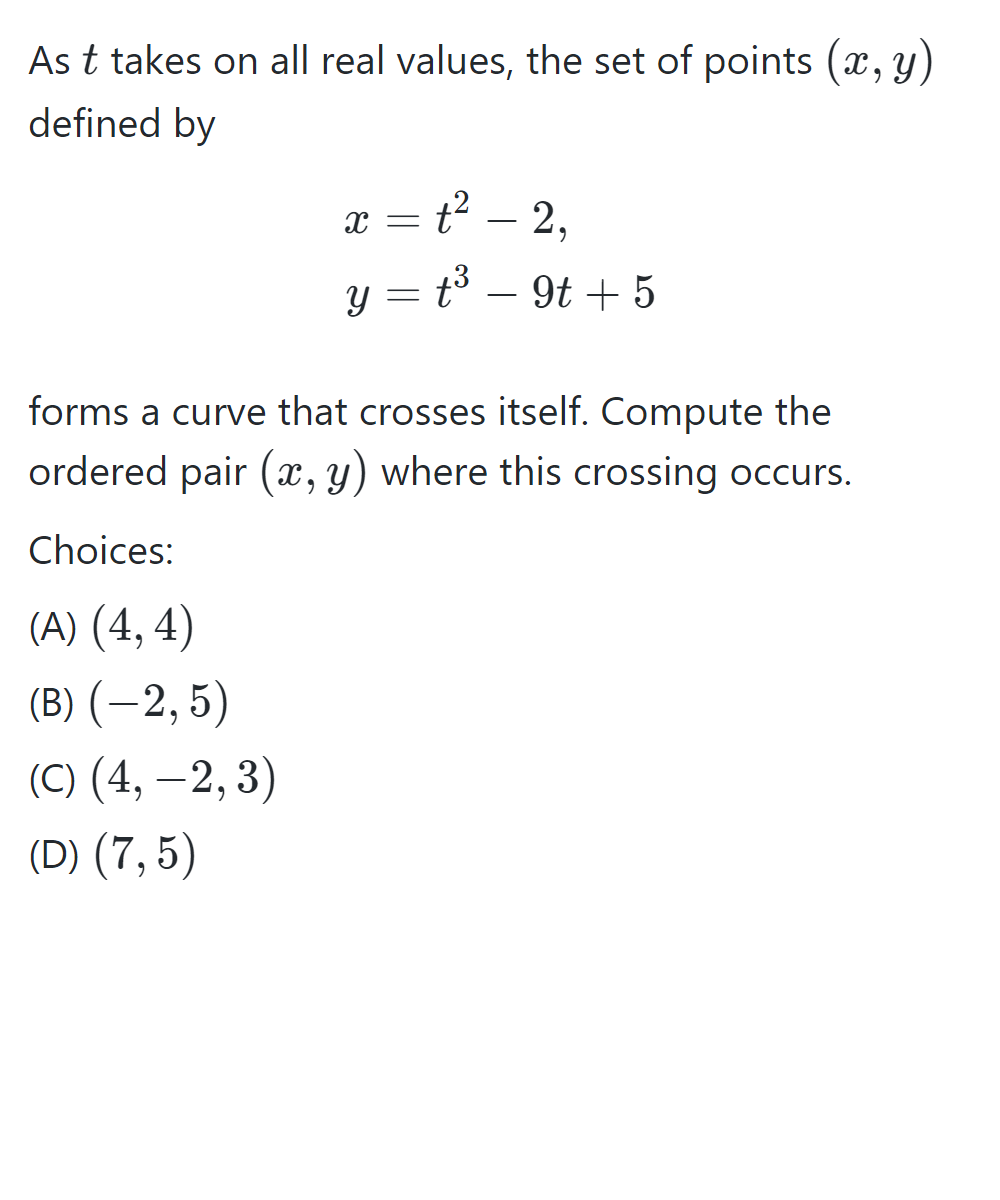 As t takes on all real values, the set of points (x, y)
defined by
x = t² − 2,
y = t³ − 9t + 5
forms a curve that crosses itself. Compute the
ordered pair (x, y) where this crossing occurs.
Choices:
(A) (4, 4)
(B) (−2, 5)
(C) (4, −2, 3)
(D) (7, 5)